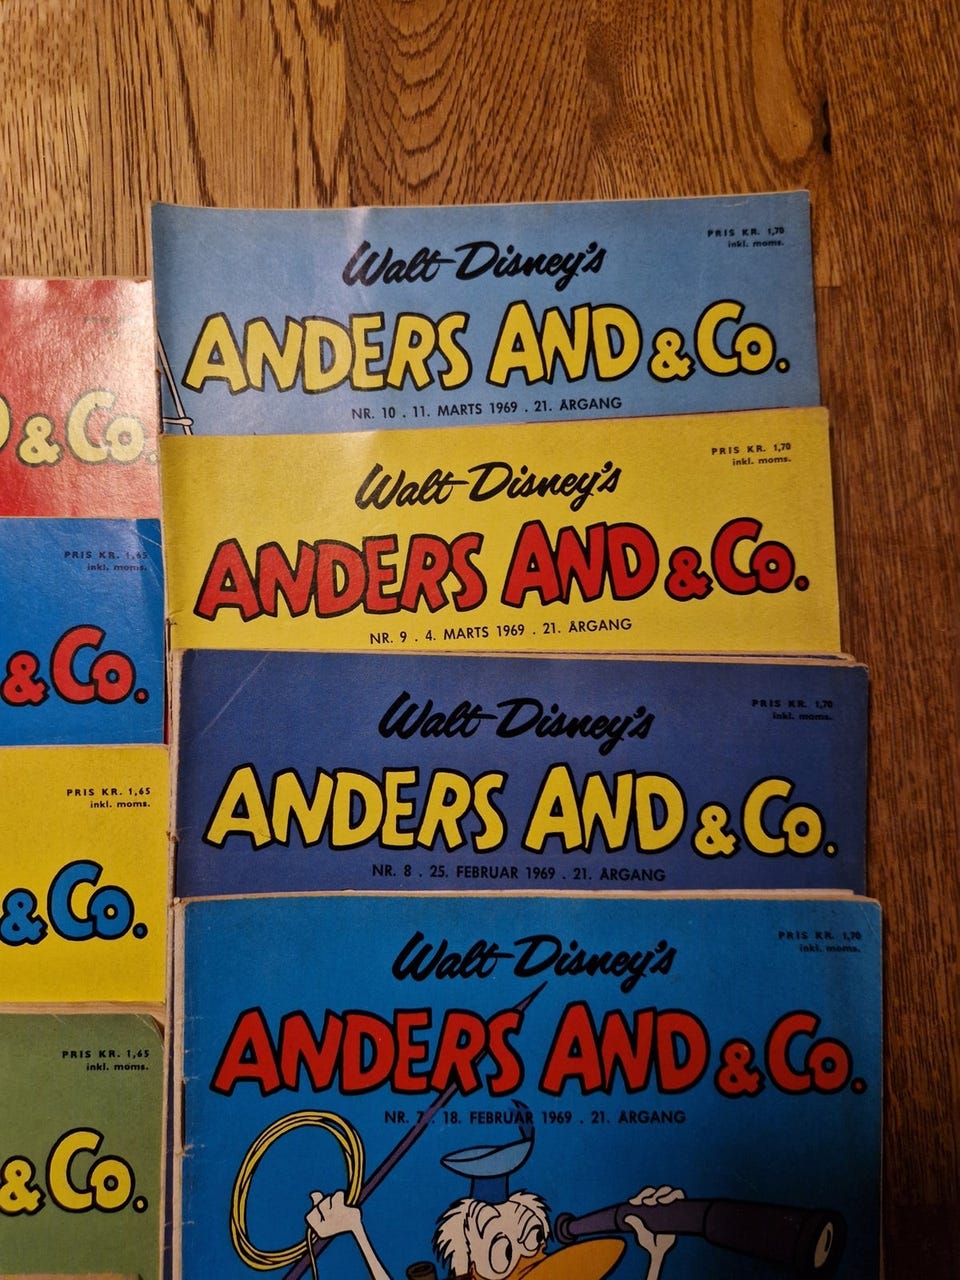 PRIS KR. 1,70
inkl. moms.
Walt Disney's
ANDERS AND & Co.
NR. 10 . 11. MARTS 1969 . 21. ÅRGANG
PRIS KR. 1,70
inkl. moms.
Walt Disney's
ANDERS AND & Co.
NR. 9 . 4. MARTS 1969 . 21. ÅRGANG
PRIS KR. 1,70
inkl. moms.
Walt Disney's
ANDERS AND & Co.
NR. 8 . 25. FEBRUAR 1969 . 21. ÅRGANG
PRIS KR. 1,70
inkl. moms.
Walt Disney's
ANDERS AND & Co.
NR. 7 . 18. FEBRUAR 1969 . 21. ÅRGANG
& Co.
PRIS KR. 1,65
inkl. moms.
& Co.
PRIS KR. 1,65
inkl. moms.
& Co.
PRIS KR. 1,65
inkl. moms.
& Co.